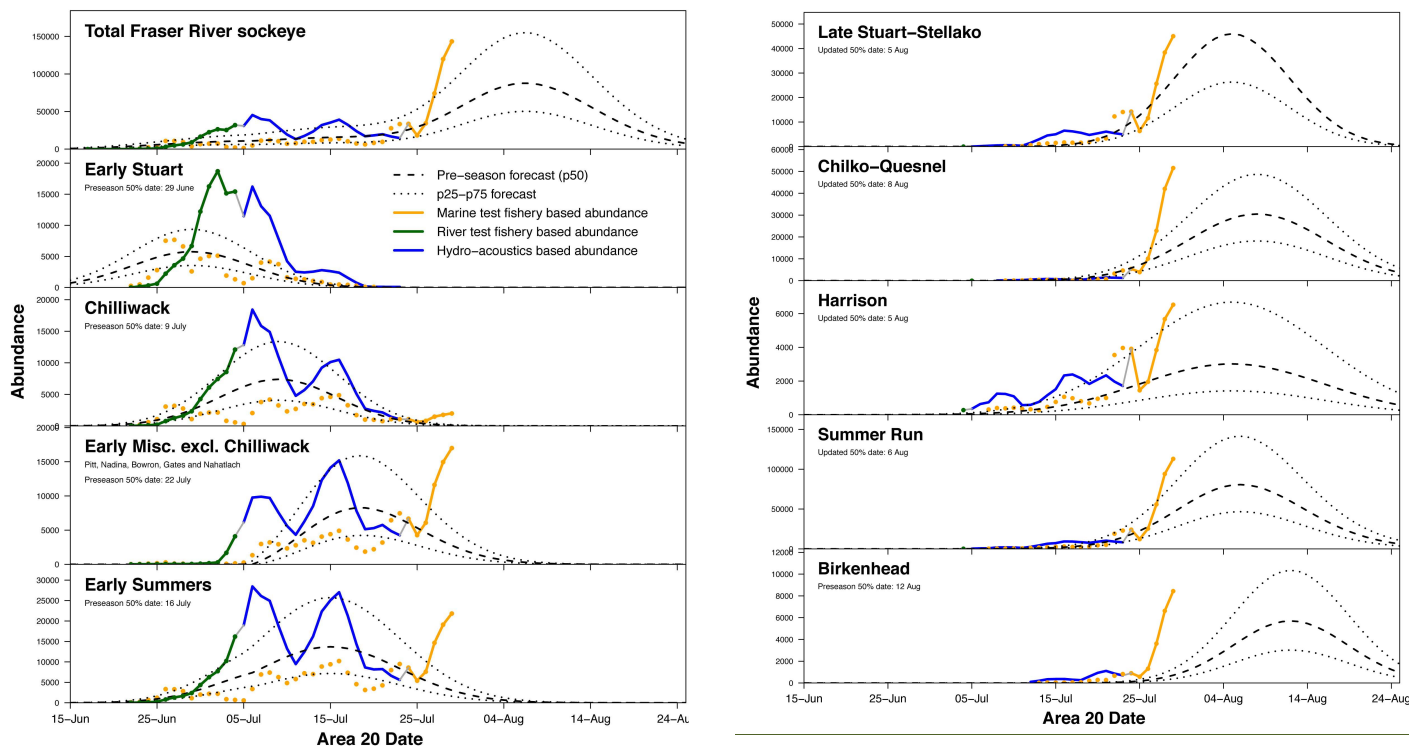 Total Fraser River sockeye
150000
100000
50000
0
Early Stuart
Preseason 50% date: 29 June
20000
15000
10000
5000
0
Pre−season forecast (p50)
p25−p75 forecast
Marine test fishery based abundance
River test fishery based abundance
Hydro−acoustics based abundance
Chilliwack
Preseason 50% date: 9 July
20000
15000
10000
5000
0
Early Misc. excl. Chilliwack
Pitt, Nadina, Bowron, Gates and Nahatlach
Preseason 50% date: 22 July
20000
15000
10000
5000
0
Early Summers
Preseason 50% date: 16 July
30000
25000
20000
15000
10000
5000
0
15−Jun 25−Jun 05−Jul 15−Jul 25−Jul 04−Aug 14−Aug 24−Au
Area 20 Date
Abundance
Late Stuart−Stellako
Updated 50% date: 5 Aug
50000
40000
30000
20000
10000
0
Chilko−Quesnel
Updated 50% date: 8 Aug
60000
50000
40000
30000
20000
10000
0
Harrison
Updated 50% date: 5 Aug
6000
4000
2000
0
Summer Run
Updated 50% date: 6 Aug
150000
100000
50000
0
Birkenhead
Preseason 50% date: 12 Aug
12000
10000
8000
6000
4000
2000
0
15−Jun 25−Jun 05−Jul 15−Jul 25−Jul 04−Aug 14−Aug 24−Aug
Area 20 Date
Abundance